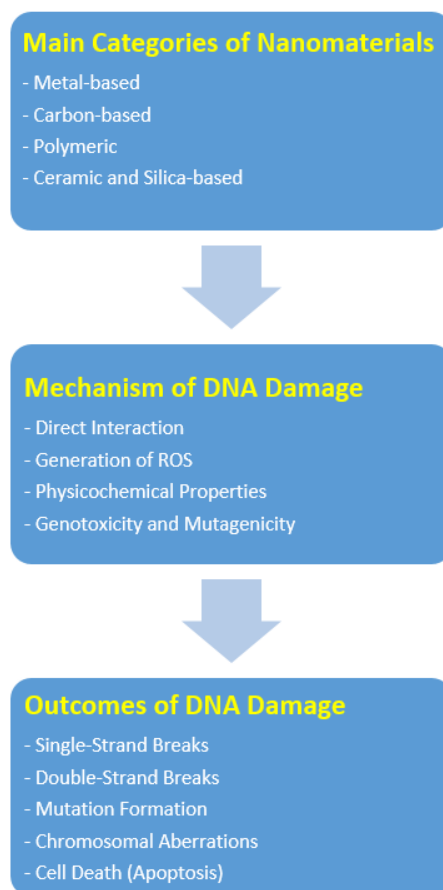 Main Categories of Nanomaterials
- Metal-based
- Carbon-based
- Polymeric
- Ceramic and Silica-based
Mechanism of DNA Damage
- Direct Interaction
- Generation of ROS
- Physicochemical Properties
- Genotoxicity and Mutagenicity
Outcomes of DNA Damage
- Single-Strand Breaks
- Double-Strand Breaks
- Mutation Formation
- Chromosomal Aberrations
- Cell Death (Apoptosis)